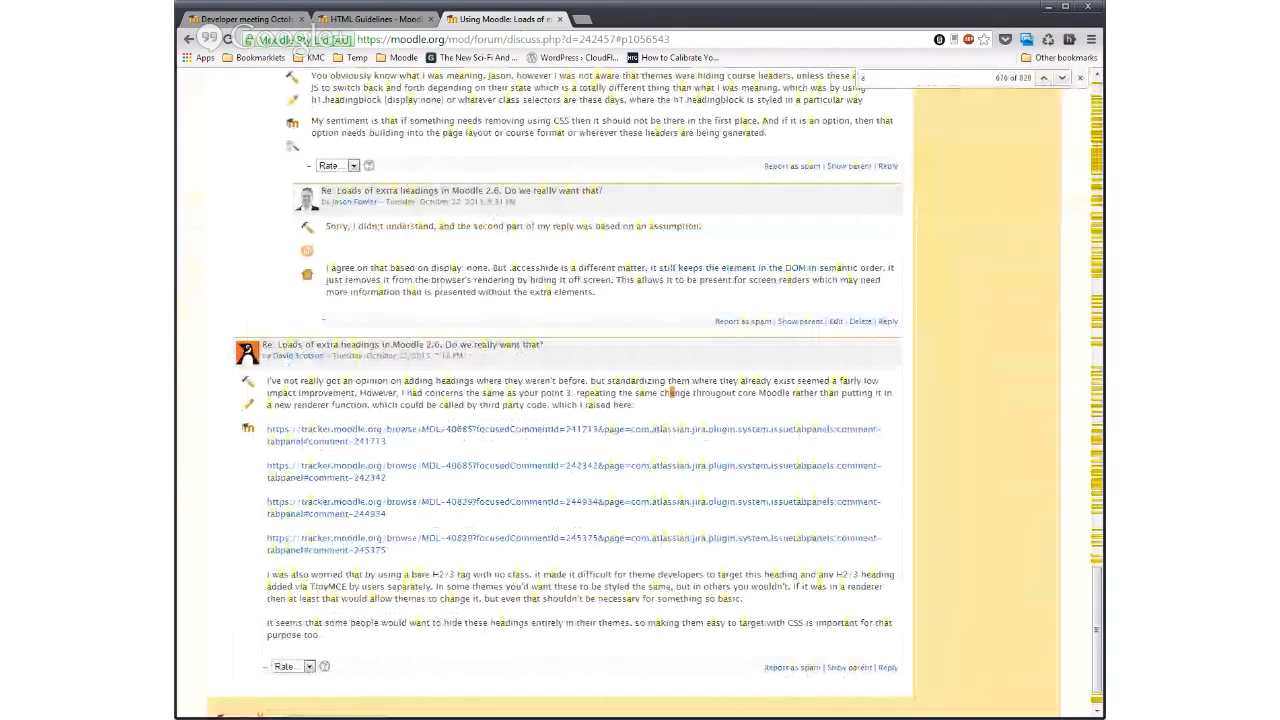 Developer meeting Octob
HTML Guidelines - Moodl
Using Moodle: Loads of e
Google
Moodle Pty Ltd [AU]
https://moodle.org/mod/forum/discuss.php?d=242457#p1056543
Apps
Bookmarklets
KMC
Temp
Moodle
The New Sci-Fi And ...
WordPress › Cloudfla
How to Calibrate Yo...
Other bookmarks
a
676 of 820
You obviously know what I was meaning, Jason, however I was not aware that themes were hiding course headers, unless these a
JS to switch back and forth depending on their state which is a totally different thing than what I was meaning, which was by using
h1.headingblock {display:none} or whatever class selectors are these days, where the h1.headingblock is styled in a particular way
My sentiment is that if something needs removing using CSS then it should not be there in the first place. And if it is an option, then that
option needs building into the page layout or course format or wherever these headers are being generated.
Rate...
Report as spam | Show parent | Reply
Re: Loads of extra headings in Moodle 2.6. Do we really want that?
by Jason Fowler - Tuesday, October 22, 2013, 5:31 PM
Sorry, I didn't understand, and the second part of my reply was based on an assumption.
I agree on that based on display: none. But .accesshide is a different matter, it still keeps the element in the DOM in semantic order. It
just removes it from the browser's rendering by hiding it off screen. This allows it to be present for screen readers which may need
more information than is presented without the extra elements.
Report as spam | Show parent | Edit | Delete | Reply
Re: Loads of extra headings in Moodle 2.6. Do we really want that?
by David Scotson - Tuesday, October 22, 2013, 7:18 PM
I've not really got an opinion on adding headings where they weren't before, but standardizing them where they already exist seemed a fairly low
impact improvement. However I had concerns the same as your point 3, repeating the same change througout core Moodle rather than putting it in
a new renderer function, which could be called by third party code, which I raised here:
https://tracker.moodle.org/browse/MDL-40685?focusedCommentId=241713&page=com.atlassian.jira.plugin.system.issuetabpanels:comment-
tabpanel#comment-241713
https://tracker.moodle.org/browse/MDL-40685?focusedCommentId=242342&page=com.atlassian.jira.plugin.system.issuetabpanels:comment-
tabpanel#comment-242342
https://tracker.moodle.org/browse/MDL-40829?focusedCommentId=244934&page=com.atlassian.jira.plugin.system.issuetabpanels:comment-
tabpanel#comment-244934
https://tracker.moodle.org/browse/MDL-40829?focusedCommentId=245375&page=com.atlassian.jira.plugin.system.issuetabpanels:comment-
tabpanel#comment-245375
I was also worried that by using a bare H2/3 tag with no class, it made it difficult for theme developers to target this heading and any H2/3 heading
added via TinyMCE by users separately. In some themes you'd want these to be styled the same, but in others you wouldn't. If it was in a renderer
then at least that would allow themes to change it, but even that shouldn't be necessary for something so basic.
It seems that some people would want to hide these headings entirely in their themes, so making them easy to target with CSS is important for that
purpose too.
Rate...
Report as spam | Show parent | Reply